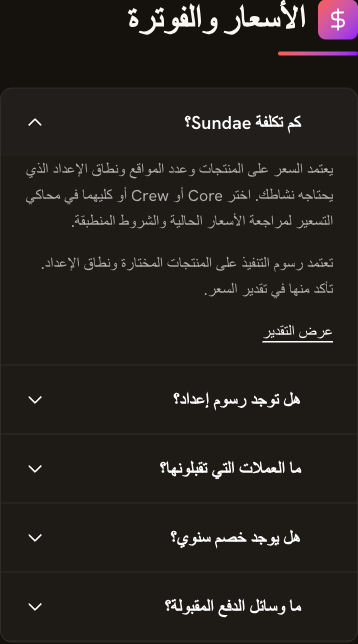 الأسعار والفوترة
كم تكلفة Sundae؟
يعتمد السعر على المنتجات وعدد المواقع ونطاق الإعداد الذي
يحتاجه نشاطك. اختر Core أو Crew أو كليهما في محاكي
التسعير لمراجعة الأسعار الحالية والشروط المنطبقة.
تعتمد رسوم التنفيذ على المنتجات المختارة ونطاق الإعداد.
تأكد منها في تقدير السعر.
عرض التقدير
هل توجد رسوم إعداد؟
ما العملات التي تقبلونها؟
هل يوجد خصم سنوي؟
ما وسائل الدفع المقبولة؟